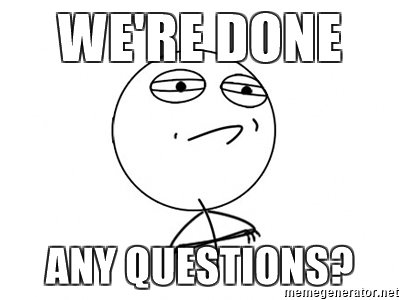 WE'RE DONE
ANY QUESTIONS?
memegenerator.net